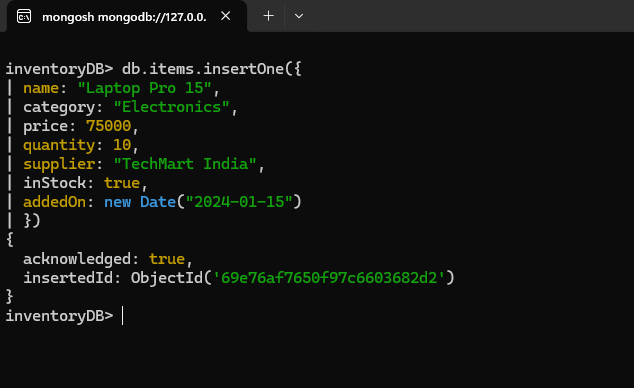 mongosh mongodb://127.0.0.
inventoryDB> db.items.insertOne({
| name: "Laptop Pro 15",
| category: "Electronics",
| price: 75000,
| quantity: 10,
| supplier: "TechMart India",
| inStock: true,
| addedOn: new Date("2024-01-15")
| })
{
  acknowledged: true,
  insertedId: ObjectId('69e76af7650f97c6603682d2')
}
inventoryDB>